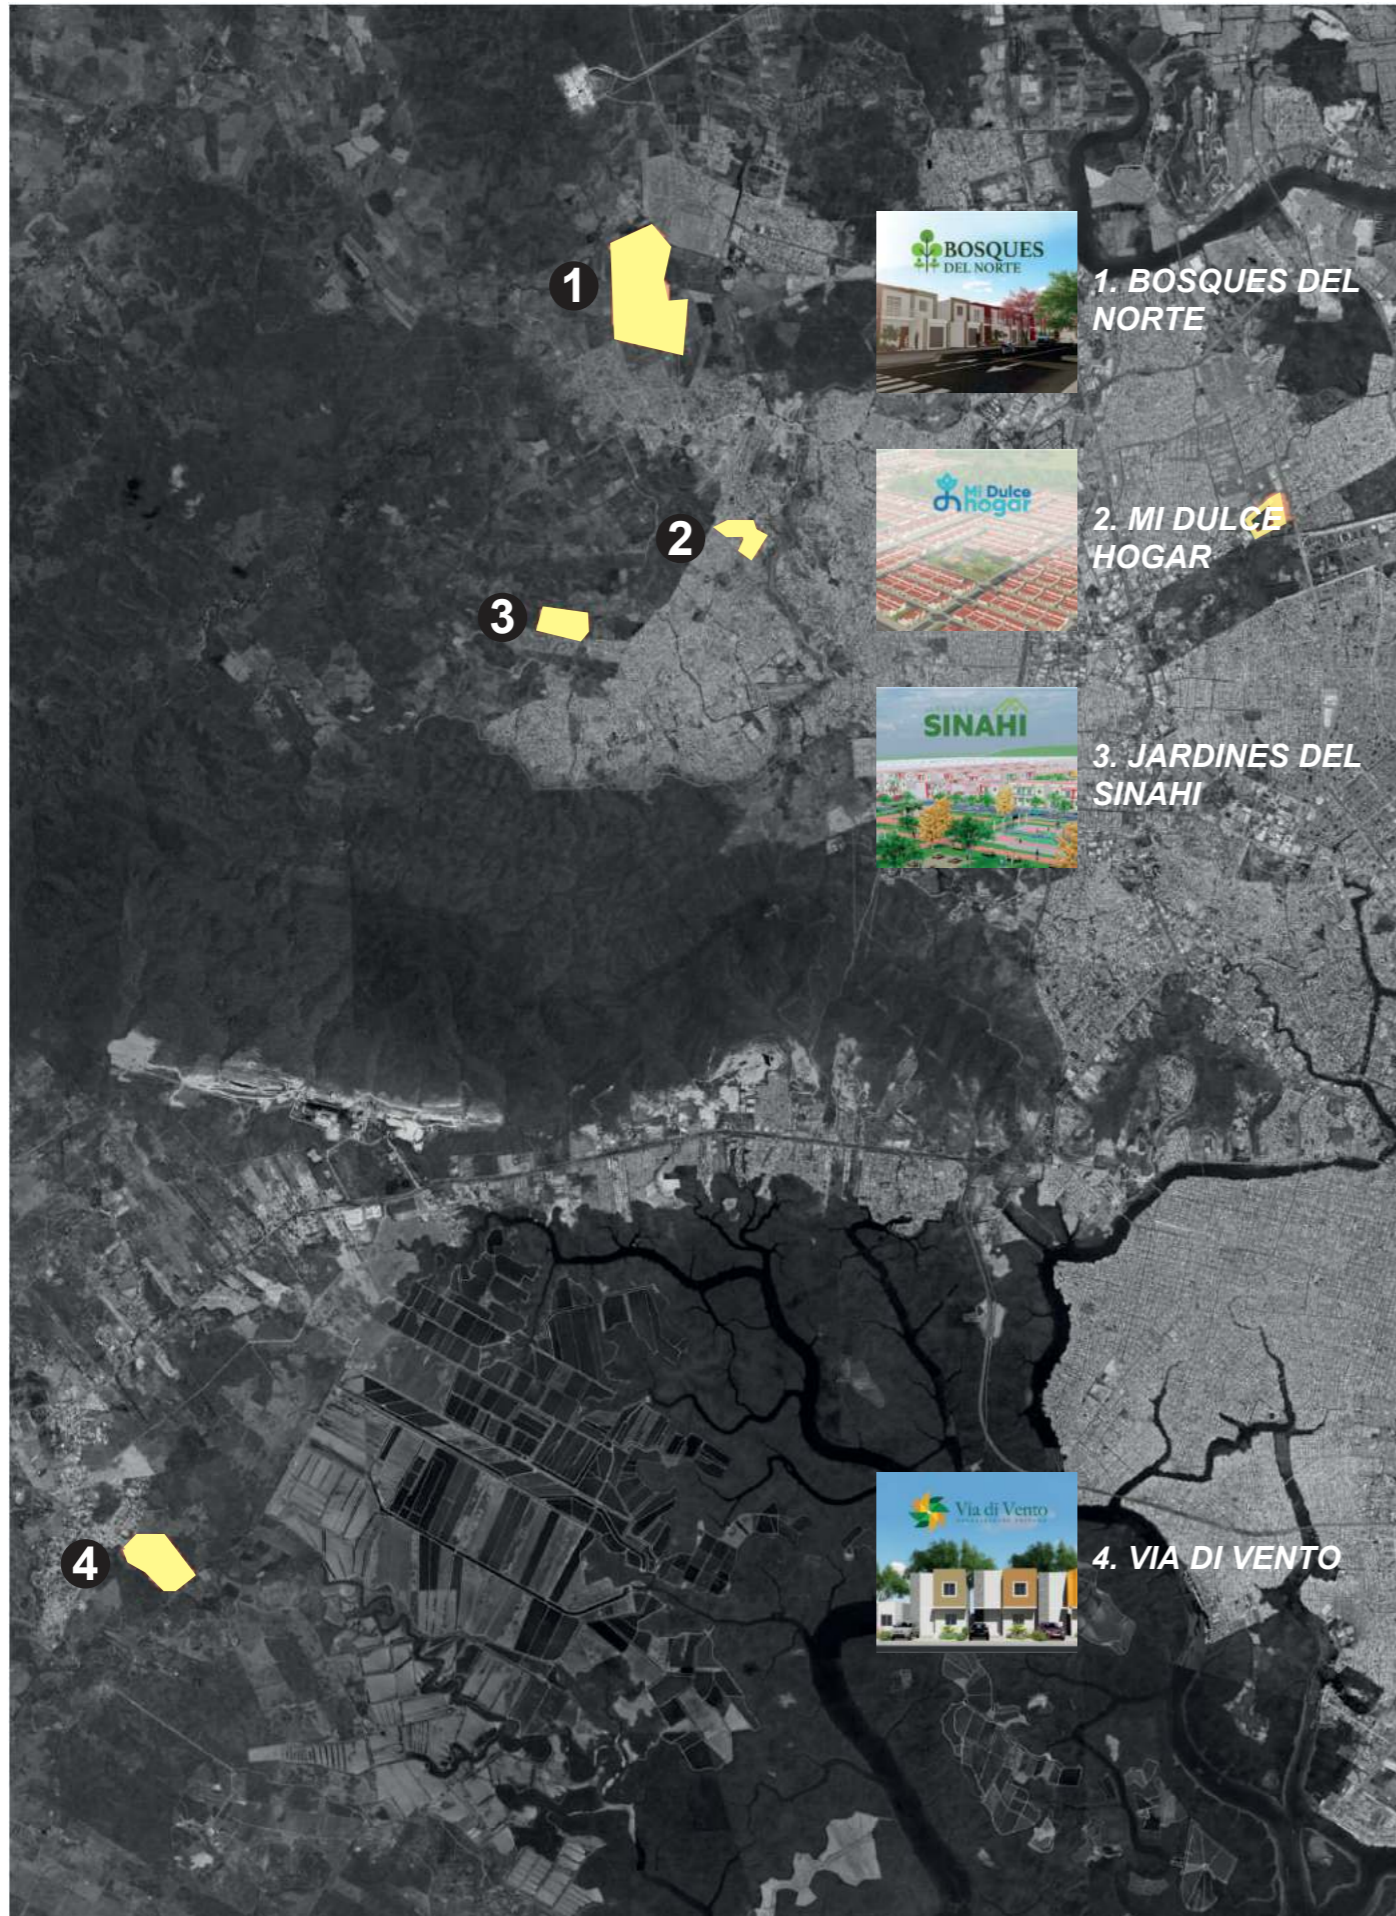 1
BOSQUES
DEL NORTE
1. BOSQUES DEL
NORTE
2
Mi Dulce
hogar
2. MI DULCE
HOGAR
3
SINAHI
3. JARDINES DEL
SINAHI
4
Via di Vento
4. VIA DI VENTO